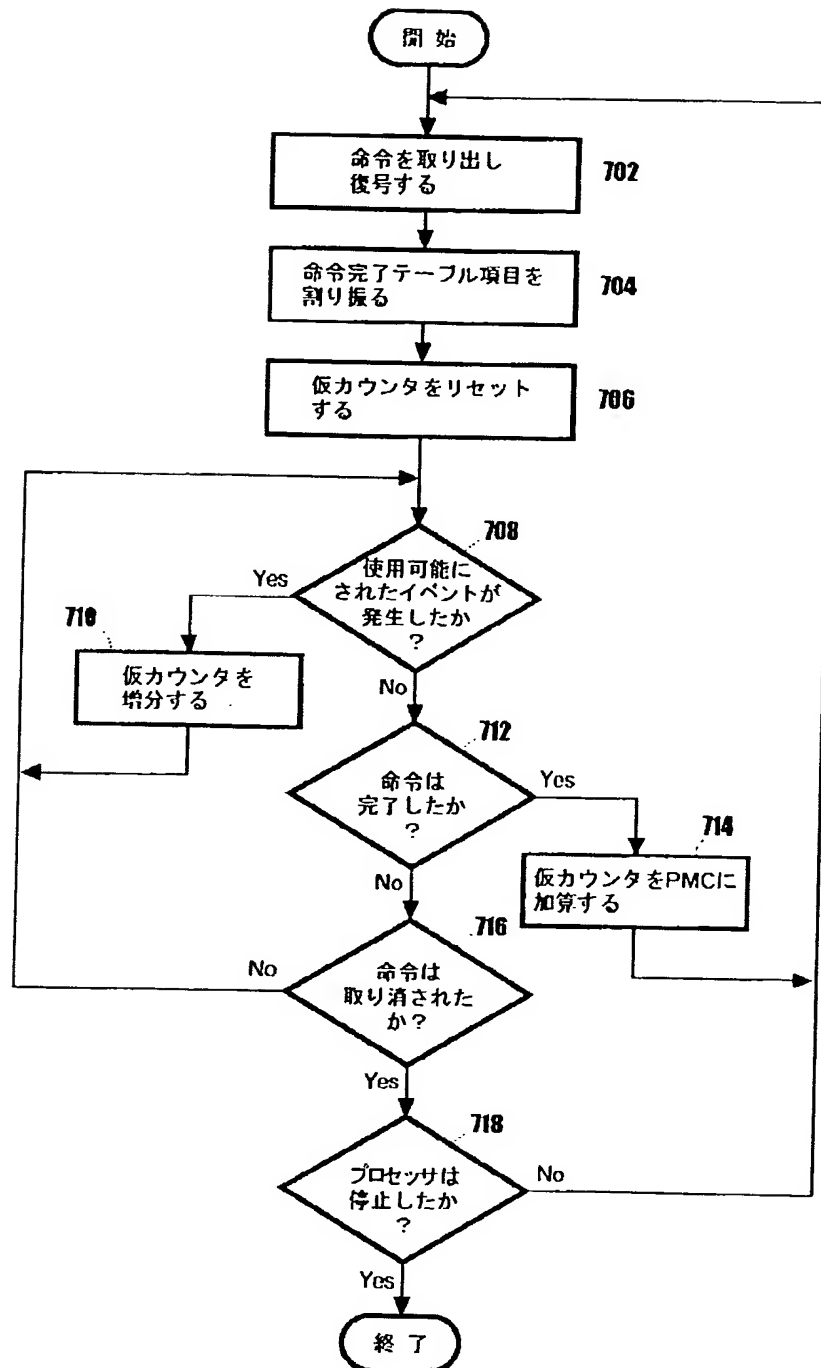 開始
命令を取り出し
復号する
702
命令完了テーブル項目を
割り振る
704
仮カウンタをリセット
する
706
708
使用可能に
されたイベントが
発生したか
?
Yes
710
仮カウンタを
増分する
No
712
命令は
完了したか
?
Yes
714
仮カウンタをPMCに
加算する
No
716
命令は
取り消された
か?
No
Yes
718
プロセッサは
停止したか
?
No
Yes
終了